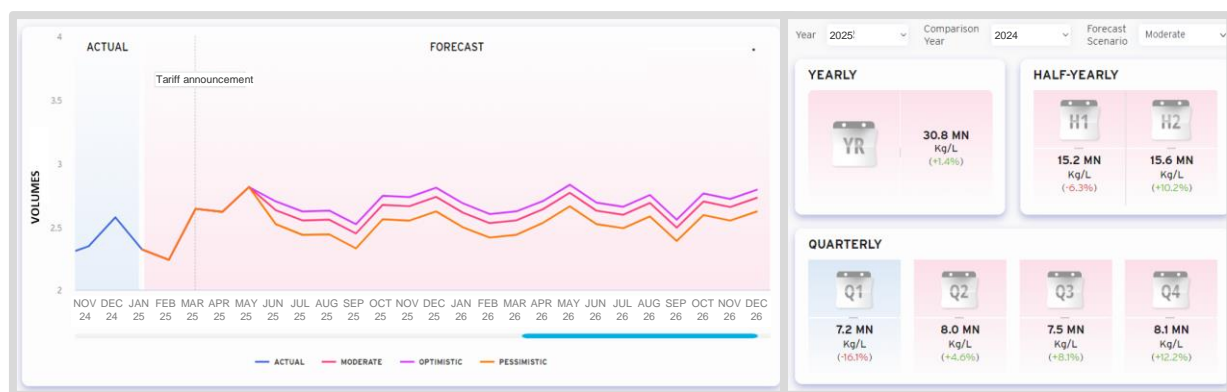 ACTUAL
FORECAST
Tariff announcement
VOLUMES
4
3.5
3
2.5
2
NOV DEC JAN FEB MAR APR MAY JUN JUL AUG SEP OCT NOV DEC JAN FEB MAR APR MAY JUN JUL AUG SEP OCT NOV DEC
24 24 25 25 25 25 25 25 25 25 25 25 25 25 26 26 26 26 26 26 26 26 26 26 26 26
ACTUAL MODERATE OPTIMISTIC PESSIMISTIC
Year 2025 Comparison Year 2024 Forecast Scenario Moderate
YEARLY
YR
30.8 MN
Kg/L
(+1.4%)
HALF-YEARLY
H1 H2
15.2 MN 15.6 MN
Kg/L Kg/L
(-6.3%) (+10.2%)
QUARTERLY
Q1 Q2 Q3 Q4
7.2 MN 8.0 MN 7.5 MN 8.1 MN
Kg/L Kg/L Kg/L Kg/L
(-16.1%) (+4.6%) (+8.1%) (+12.2%)